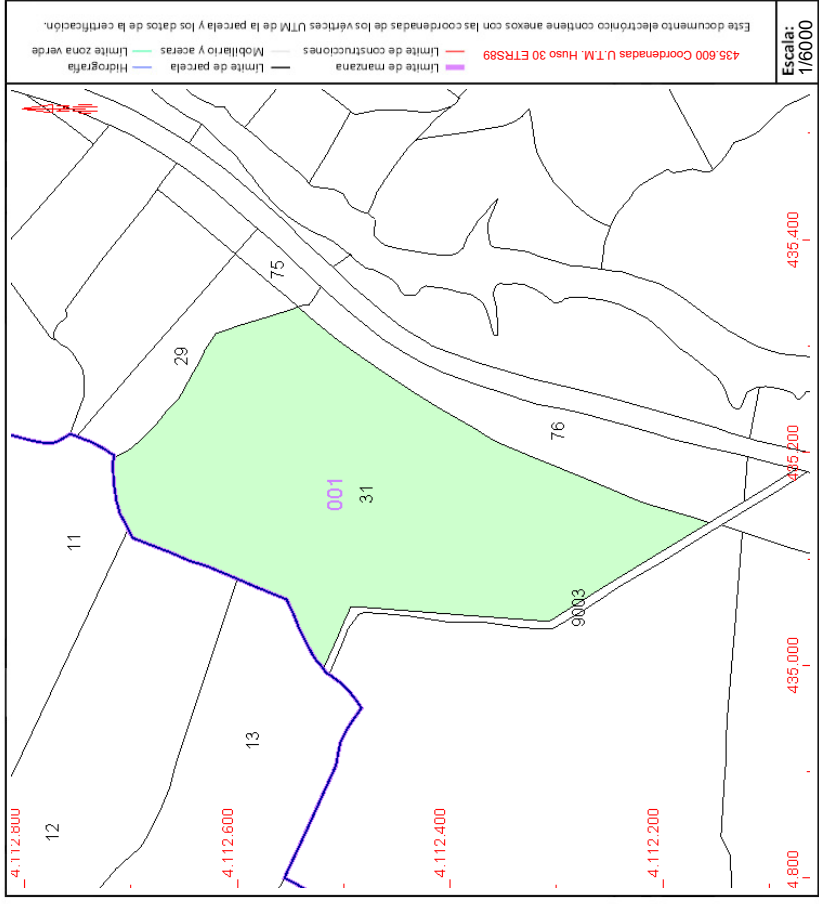 Este documento electrónico contiene anexos con las coordenadas de los vértices UTM de la parcela y los datos de la certificación.
435.600 Coordenadas U.T.M. Huso 30 ETRS89
Límite de manzana
Límite de parcela
Hidrografía
Límite de construcciones
Mobiliario y aceras
Límite zona verde
Escala:
1/6000
4.112.800
4.112.600
4.112.400
4.112.200
435.400
435.200
435.000
4.800
75
29
76
001
31
11
9003
13
12